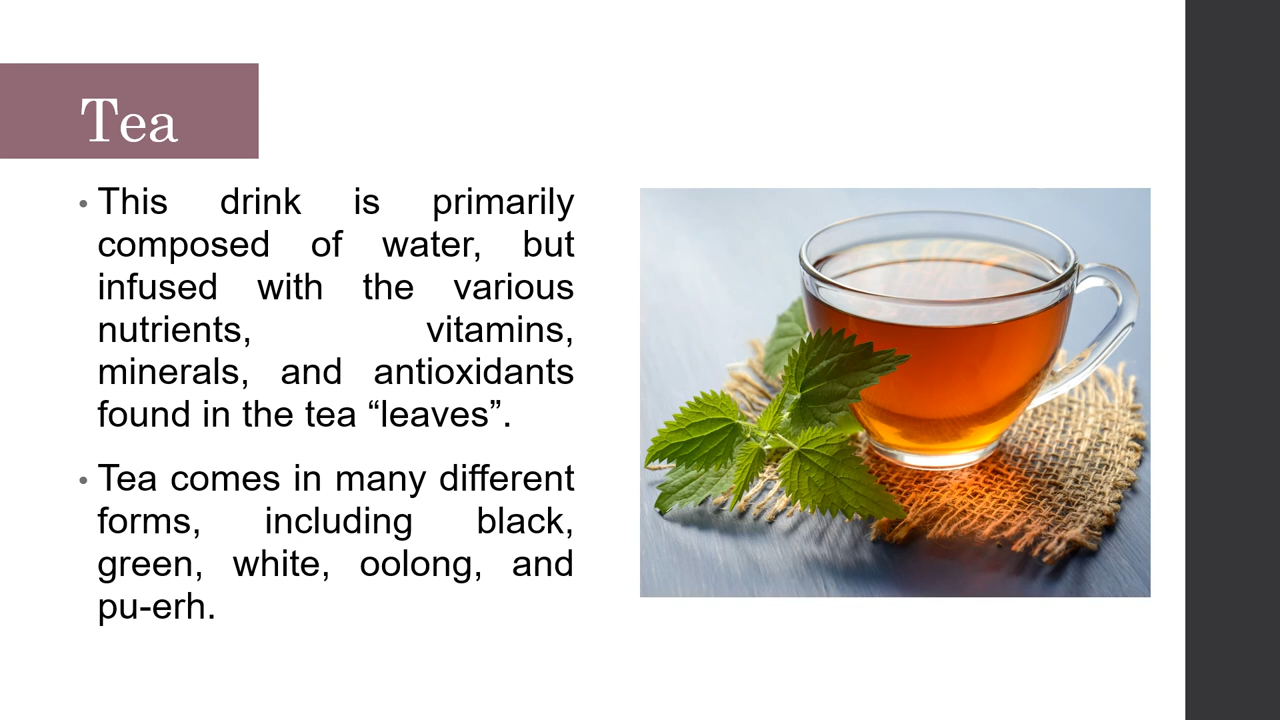 Tea
• This drink is primarily
composed of water, but
infused with the various
nutrients, vitamins,
minerals, and antioxidants
found in the tea “leaves”.
• Tea comes in many different
forms, including black,
green, white, oolong, and
pu-erh.